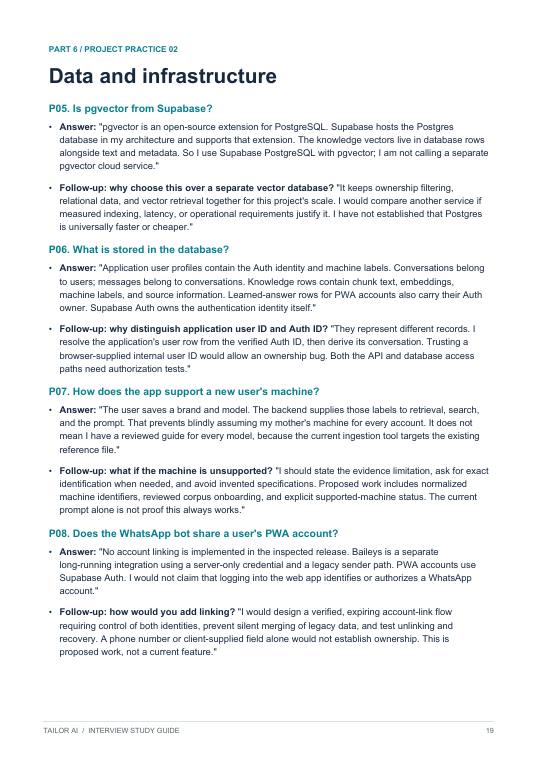 PART 6 / PROJECT PRACTICE 02
Data and infrastructure
P05. Is pgvector from Supabase?
• Answer: "pgvector is an open-source extension for PostgreSQL. Supabase hosts the Postgres
database in my architecture and supports that extension. The knowledge vectors live in database rows
alongside text and metadata. So I use Supabase PostgreSQL with pgvector; I am not calling a separate
pgvector cloud service."
• Follow-up: why choose this over a separate vector database? "It keeps ownership filtering,
relational data, and vector retrieval together for this project's scale. I would compare another service if
measured indexing, latency, or operational requirements justify it. I have not established that Postgres
is universally faster or cheaper."
P06. What is stored in the database?
• Answer: "Application user profiles contain the Auth identity and machine labels. Conversations belong
to users; messages belong to conversations. Knowledge rows contain chunk text, embeddings,
machine labels, and source information. Learned-answer rows for PWA accounts also carry their Auth
owner. Supabase Auth owns the authentication identity itself."
• Follow-up: why distinguish application user ID and Auth ID? "They represent different records. I
resolve the application's user row from the verified Auth ID, then derive its conversation. Trusting a
browser-supplied internal user ID would allow an ownership bug. Both the API and database access
paths need authorization tests."
P07. How does the app support a new user's machine?
• Answer: "The user saves a brand and model. The backend supplies those labels to retrieval, search,
and the prompt. That prevents blindly assuming my mother's machine for every account. It does not
mean I have a reviewed guide for every model, because the current ingestion tool targets the existing
reference file."
• Follow-up: what if the machine is unsupported? "I should state the evidence limitation, ask for exact
identification when needed, and avoid invented specifications. Proposed work includes normalized
machine identifiers, reviewed corpus onboarding, and explicit supported-machine status. The current
prompt alone is not proof this always works."
P08. Does the WhatsApp bot share a user's PWA account?
• Answer: "No account linking is implemented in the inspected release. Baileys is a separate
long-running integration using a server-only credential and a legacy sender path. PWA accounts use
Supabase Auth. I would not claim that logging into the web app identifies or authorizes a WhatsApp
account."
• Follow-up: how would you add linking? "I would design a verified, expiring account-link flow
requiring control of both identities, prevent silent merging of legacy data, and test unlinking and
recovery. A phone number or client-supplied field alone would not establish ownership. This is
proposed work, not a current feature."
TAILOR AI / INTERVIEW STUDY GUIDE
19